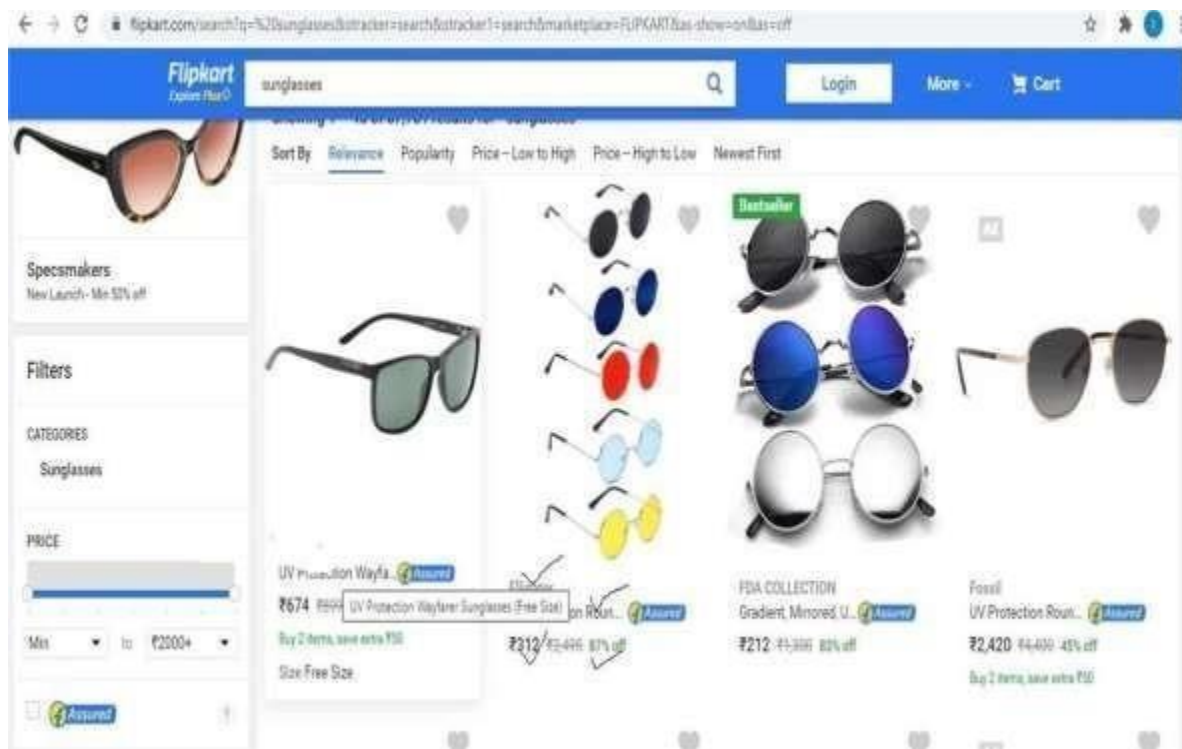 flipkart.com/search?q=%20sunglasses&otracker=search&otracker1=search&marketplace=FLIPKART&as-show=on&as=off
Flipkart
Explore Plus
sunglasses
Login
More
Cart
Sort By Relevance Popularity Price – Low to High Price – High to Low Newest First
Specsmakers
New Launch - Min 50% off
Filters
CATEGORIES
Sunglasses
PRICE
Min to ₹2000+
Assured
UV Protection Wayfa... Assured
₹674
UV Protection Wayfarer Sunglasses (Free Size)
Buy 2 items, save extra ₹50
Size Free Size
on Roun... Assured
₹312 ₹2,495 87% off
Bestseller
FDA COLLECTION
Gradient, Mirrored, U... Assured
₹212 83% off
Fossil
UV Protection Roun... Assured
₹2,420 45% off
Buy 2 items, save extra ₹50